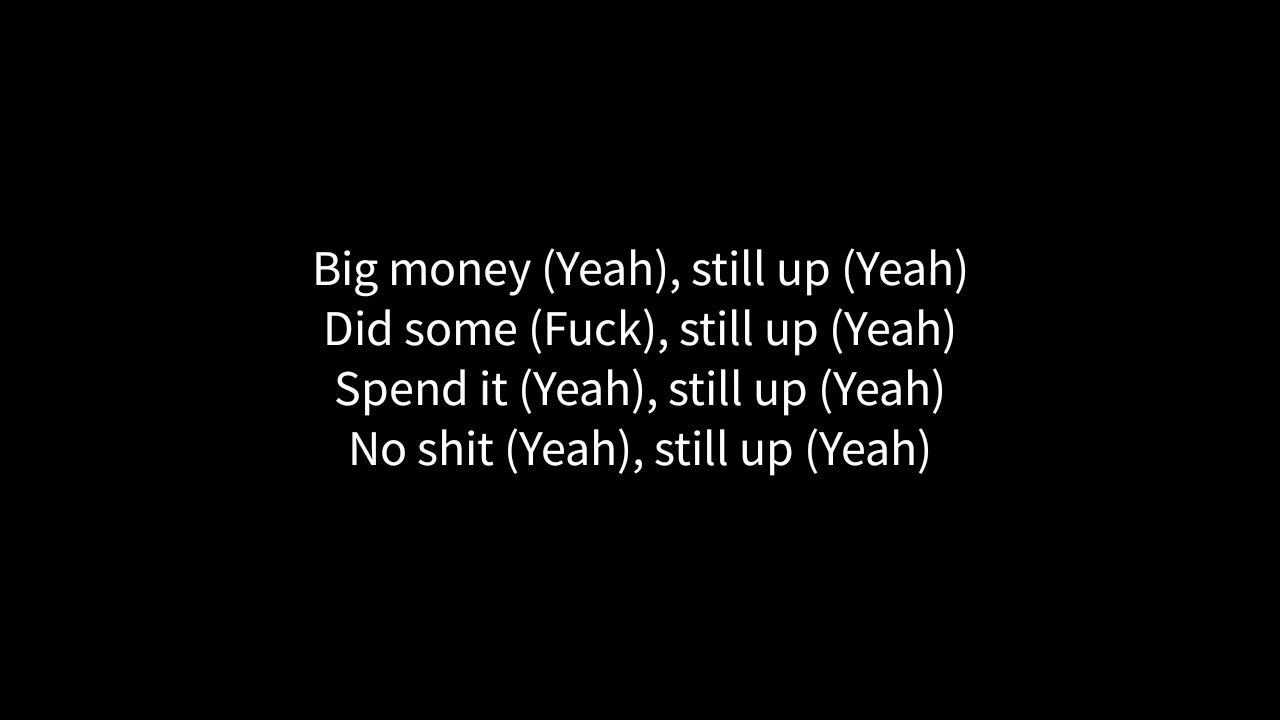 Big money (Yeah), still up (Yeah)
Did some (Fuck), still up (Yeah)
Spend it (Yeah), still up (Yeah)
No shit (Yeah), still up (Yeah)